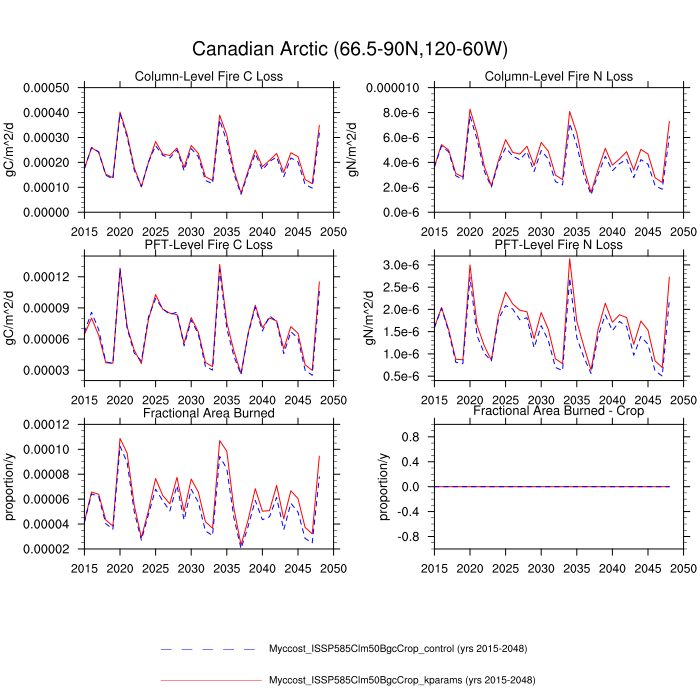 Canadian Arctic (66.5-90N,120-60W)
Column-Level Fire C Loss
gC/m^2/d
0.00050
0.00040
0.00030
0.00020
0.00010
0.00000
2015 2020 2025 2030 2035 2040 2045 2050
Column-Level Fire N Loss
gN/m^2/d
0.000010
8.0e-6
6.0e-6
4.0e-6
2.0e-6
0.0e-6
2015 2020 2025 2030 2035 2040 2045 2050
PFT-Level Fire C Loss
gC/m^2/d
0.00012
0.00009
0.00006
0.00003
2015 2020 2025 2030 2035 2040 2045 2050
PFT-Level Fire N Loss
gN/m^2/d
3.0e-6
2.5e-6
2.0e-6
1.5e-6
1.0e-6
0.5e-6
2015 2020 2025 2030 2035 2040 2045 2050
Fractional Area Burned
proportion/y
0.00012
0.00010
0.00008
0.00006
0.00004
0.00002
2015 2020 2025 2030 2035 2040 2045 2050
Fractional Area Burned - Crop
proportion/y
0.8
0.4
0.0
-0.4
-0.8
2015 2020 2025 2030 2035 2040 2045 2050
Myccost_ISSP585Clm50BgcCrop_control (yrs 2015-2048)
Myccost_ISSP585Clm50BgcCrop_kparams (yrs 2015-2048)